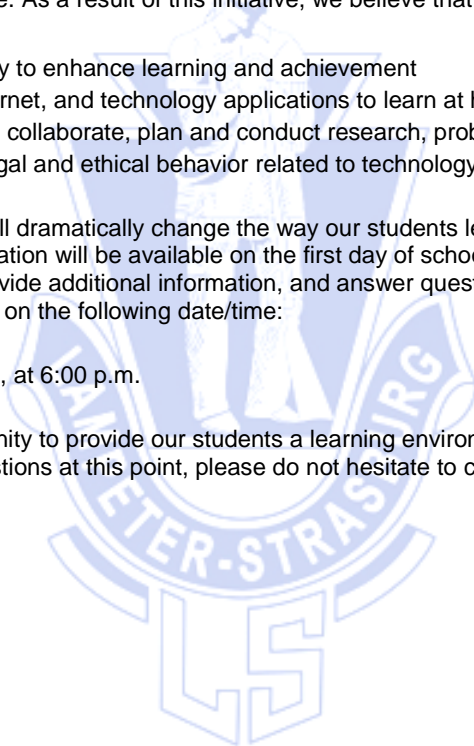 e. As a result of this initiative, we believe that
y to enhance learning and achievement
rnet, and technology applications to learn at h
collaborate, plan and conduct research, prob
gal and ethical behavior related to technology
ll dramatically change the way our students le
ation will be available on the first day of schoo
vide additional information, and answer quest
on the following date/time:
, at 6:00 p.m.
nity to provide our students a learning environ
stions at this point, please do not hesitate to c
LAMPETER-STRASBURG
LS